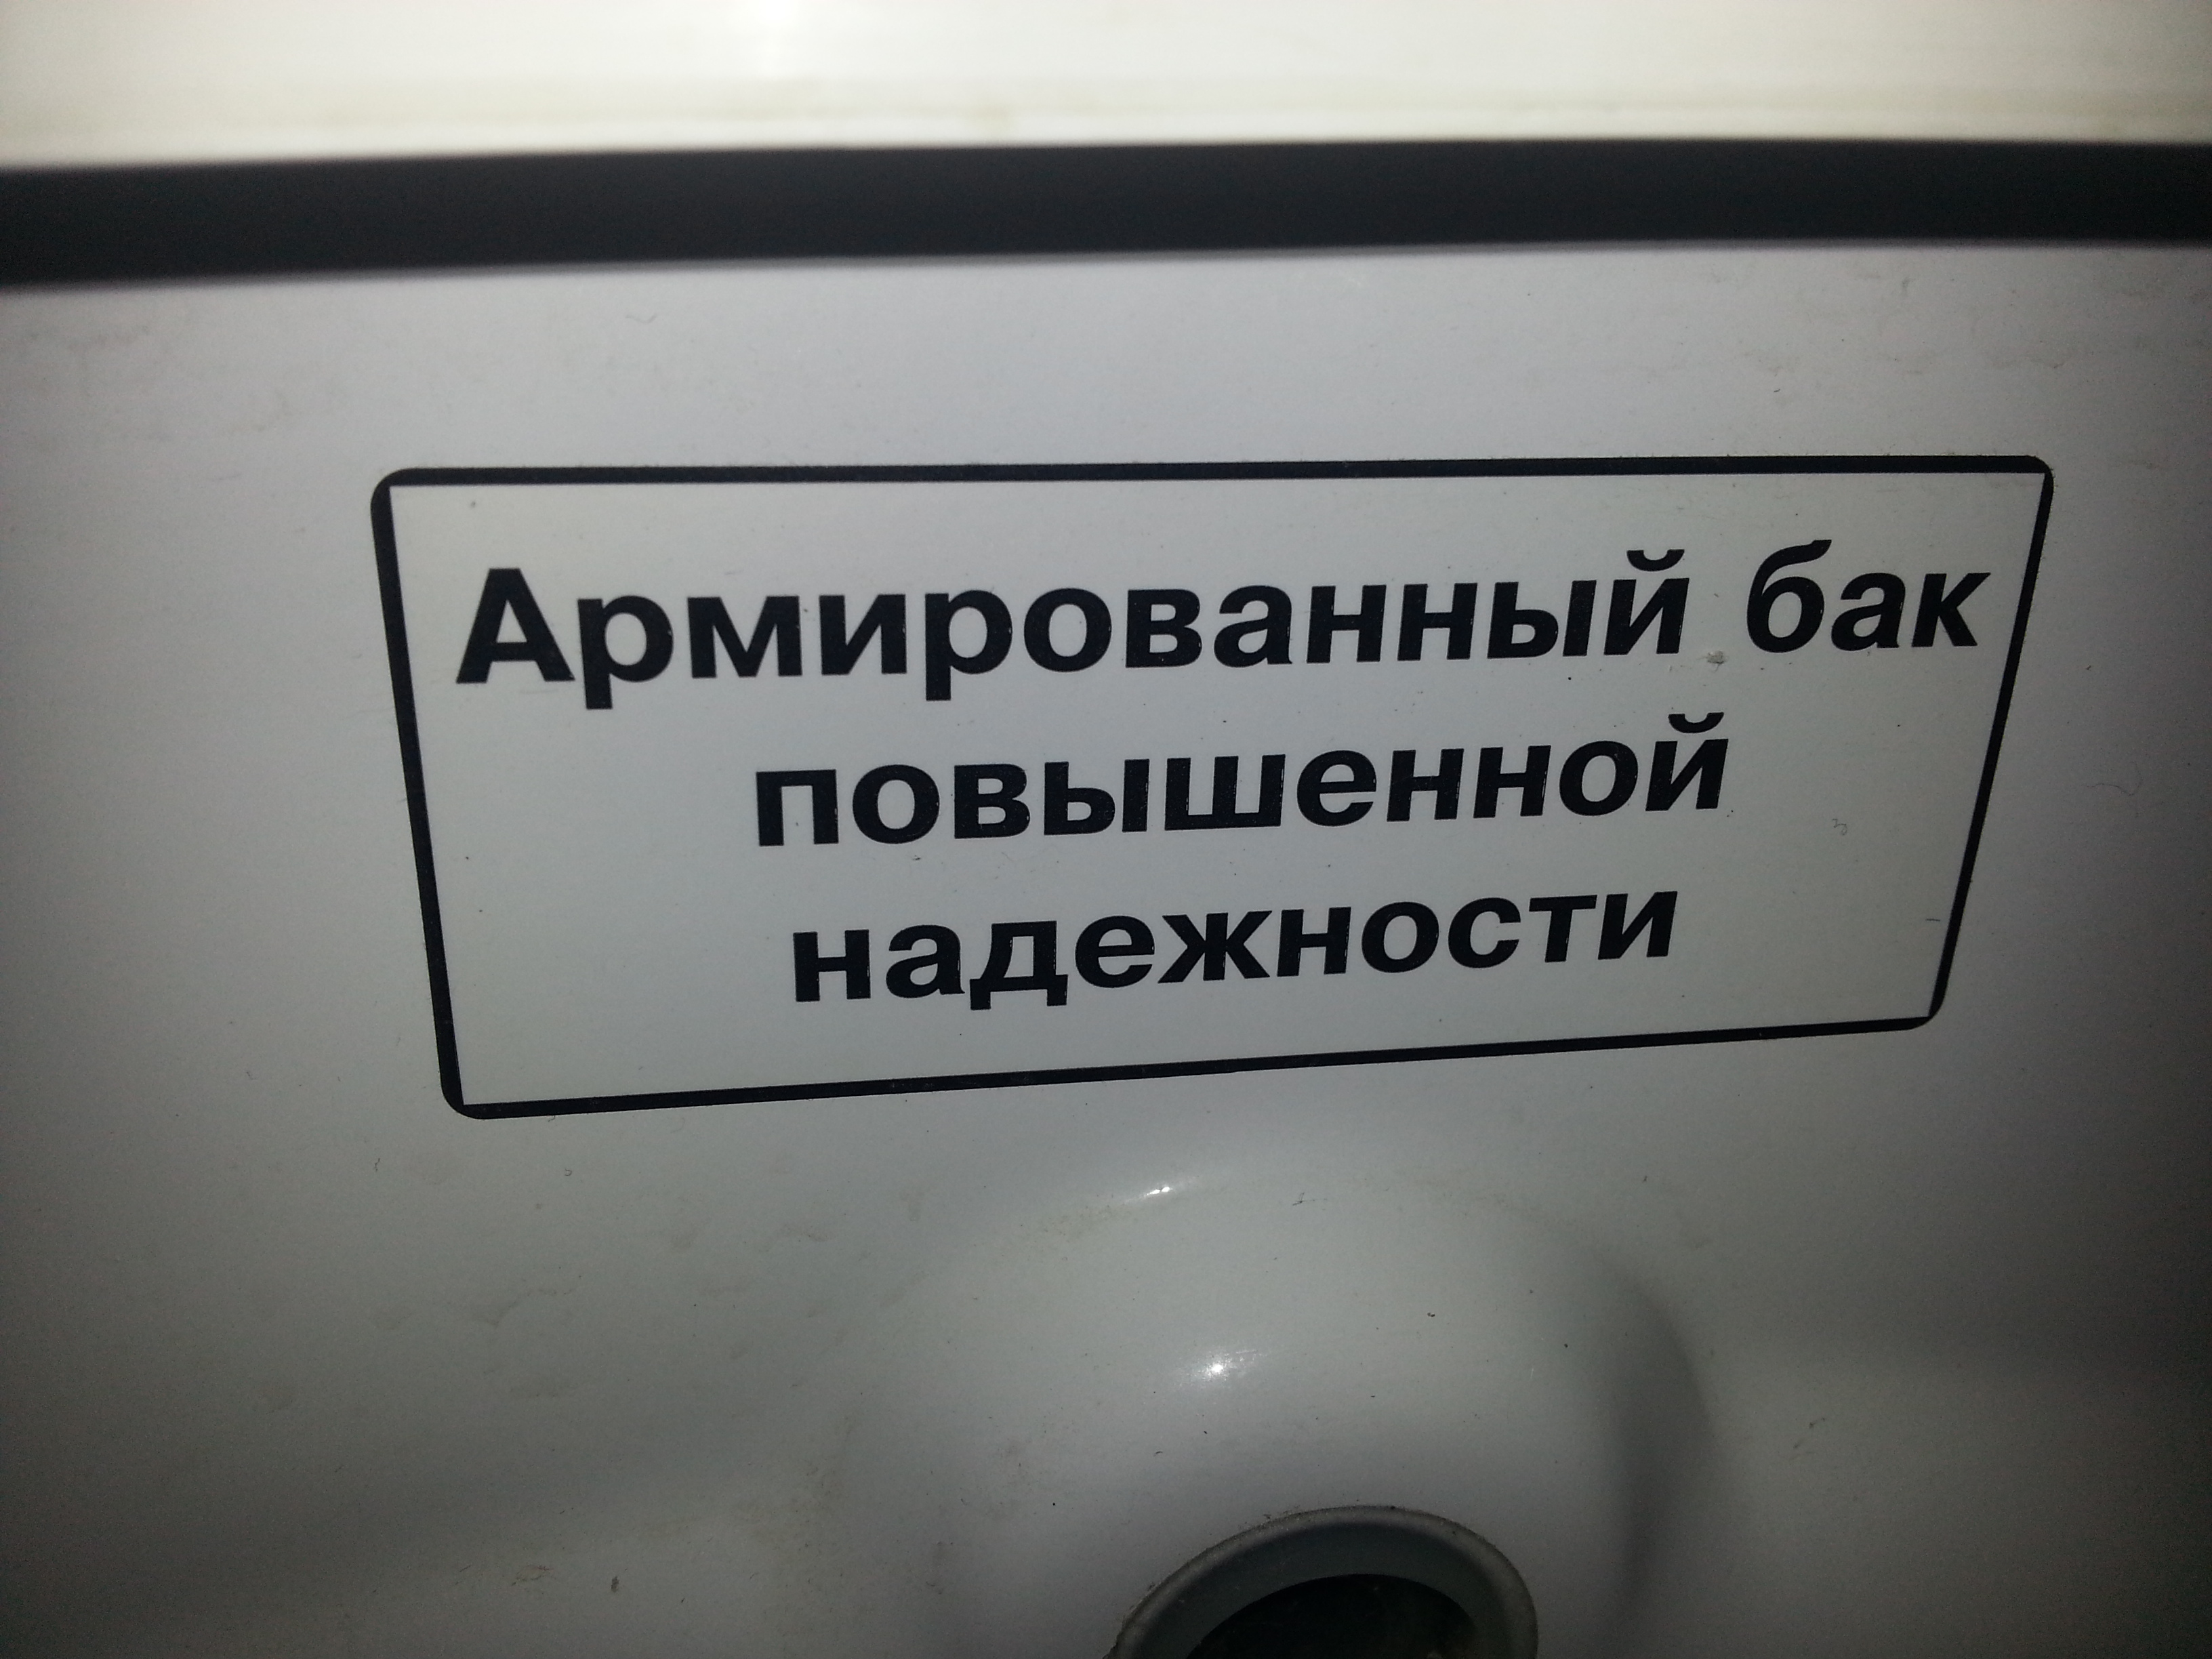 Армированный бак
повышенной
надежности